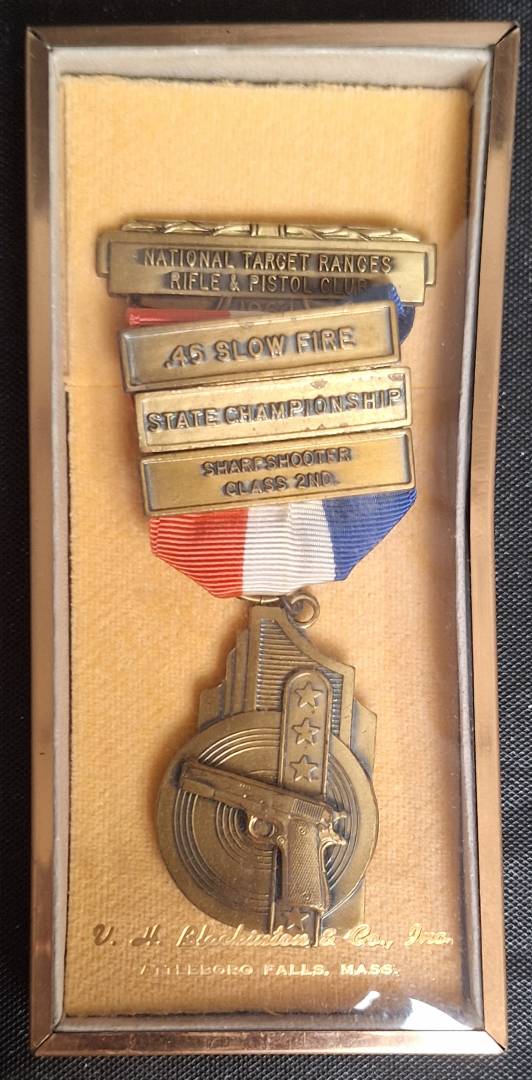 NATIONAL TARGET RANGES
RIFLE & PISTOL CLUB
.45 SLOW FIRE
STATE CHAMPIONSHIP
SHARPSHOOTER
CLASS 2ND.
V. H. Blackinton & Co., Inc.
ATTLEBORO FALLS, MASS.